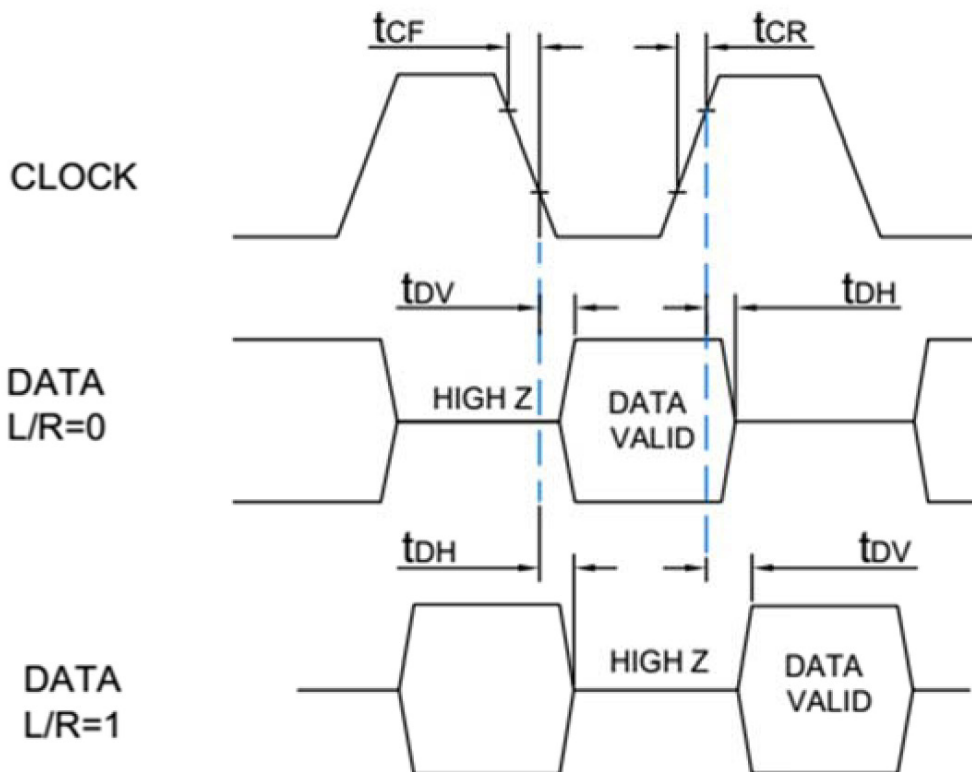 tCF tCR
CLOCK
tDV tDH
DATA
L/R=0
HIGH Z
DATA
VALID
tDH tDV
DATA
L/R=1
HIGH Z
DATA
VALID